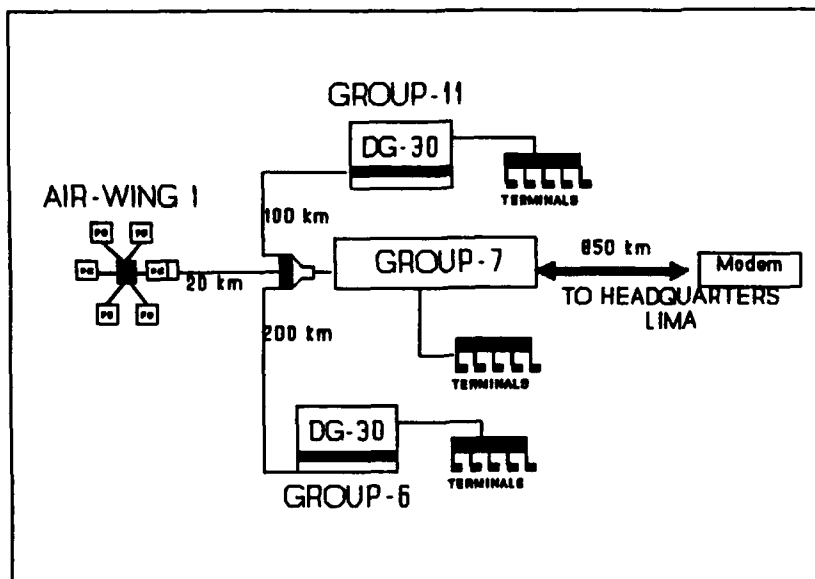 GROUP-11
DG-30
TERMINALS
AIR-WING 1
100 km
20 km
GROUP-7
850 km
Modem
TO HEADQUARTERS
LIMA
200 km
TERMINALS
DG-30
TERMINALS
GROUP-6